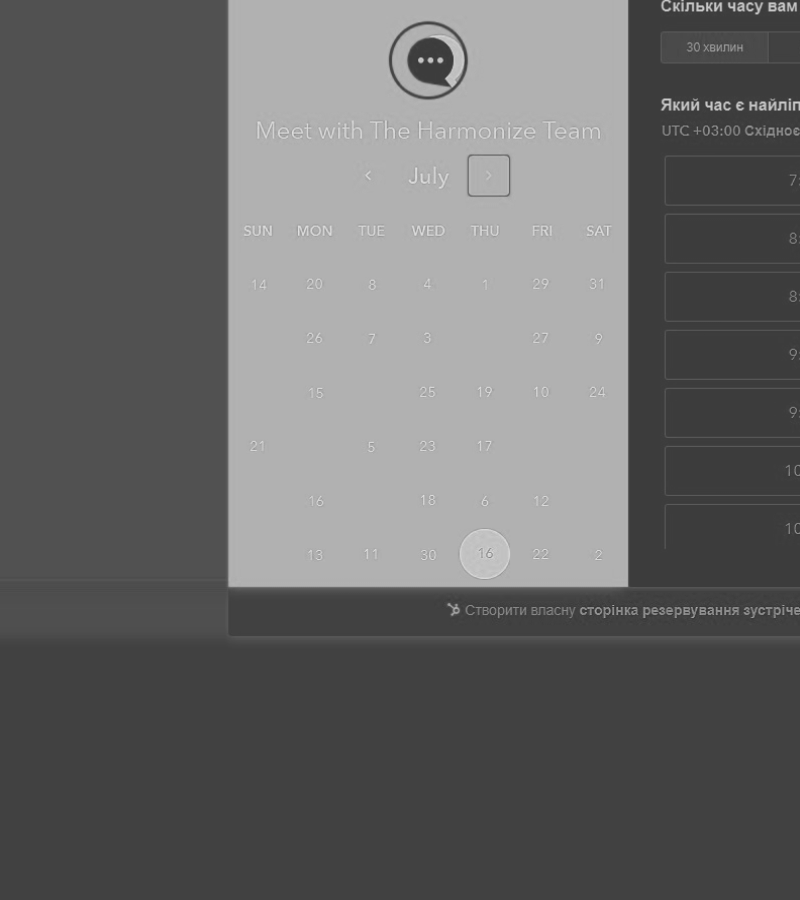 Скільки часу вам
30 хвилин
Meet with The Harmonize Team
Який час є найліп
UTC +03:00 Східноє
July
SUN MON TUE WED THU FRI SAT
14 20 8 4 1 29 31
26 7 3 27 9
15 25 19 10 24
21 5 23 17
16 18 6 12
13 11 30 16 22 2
7:
8:
8:
9:
9:
10
10
Створити власну сторінка резервування зустріче